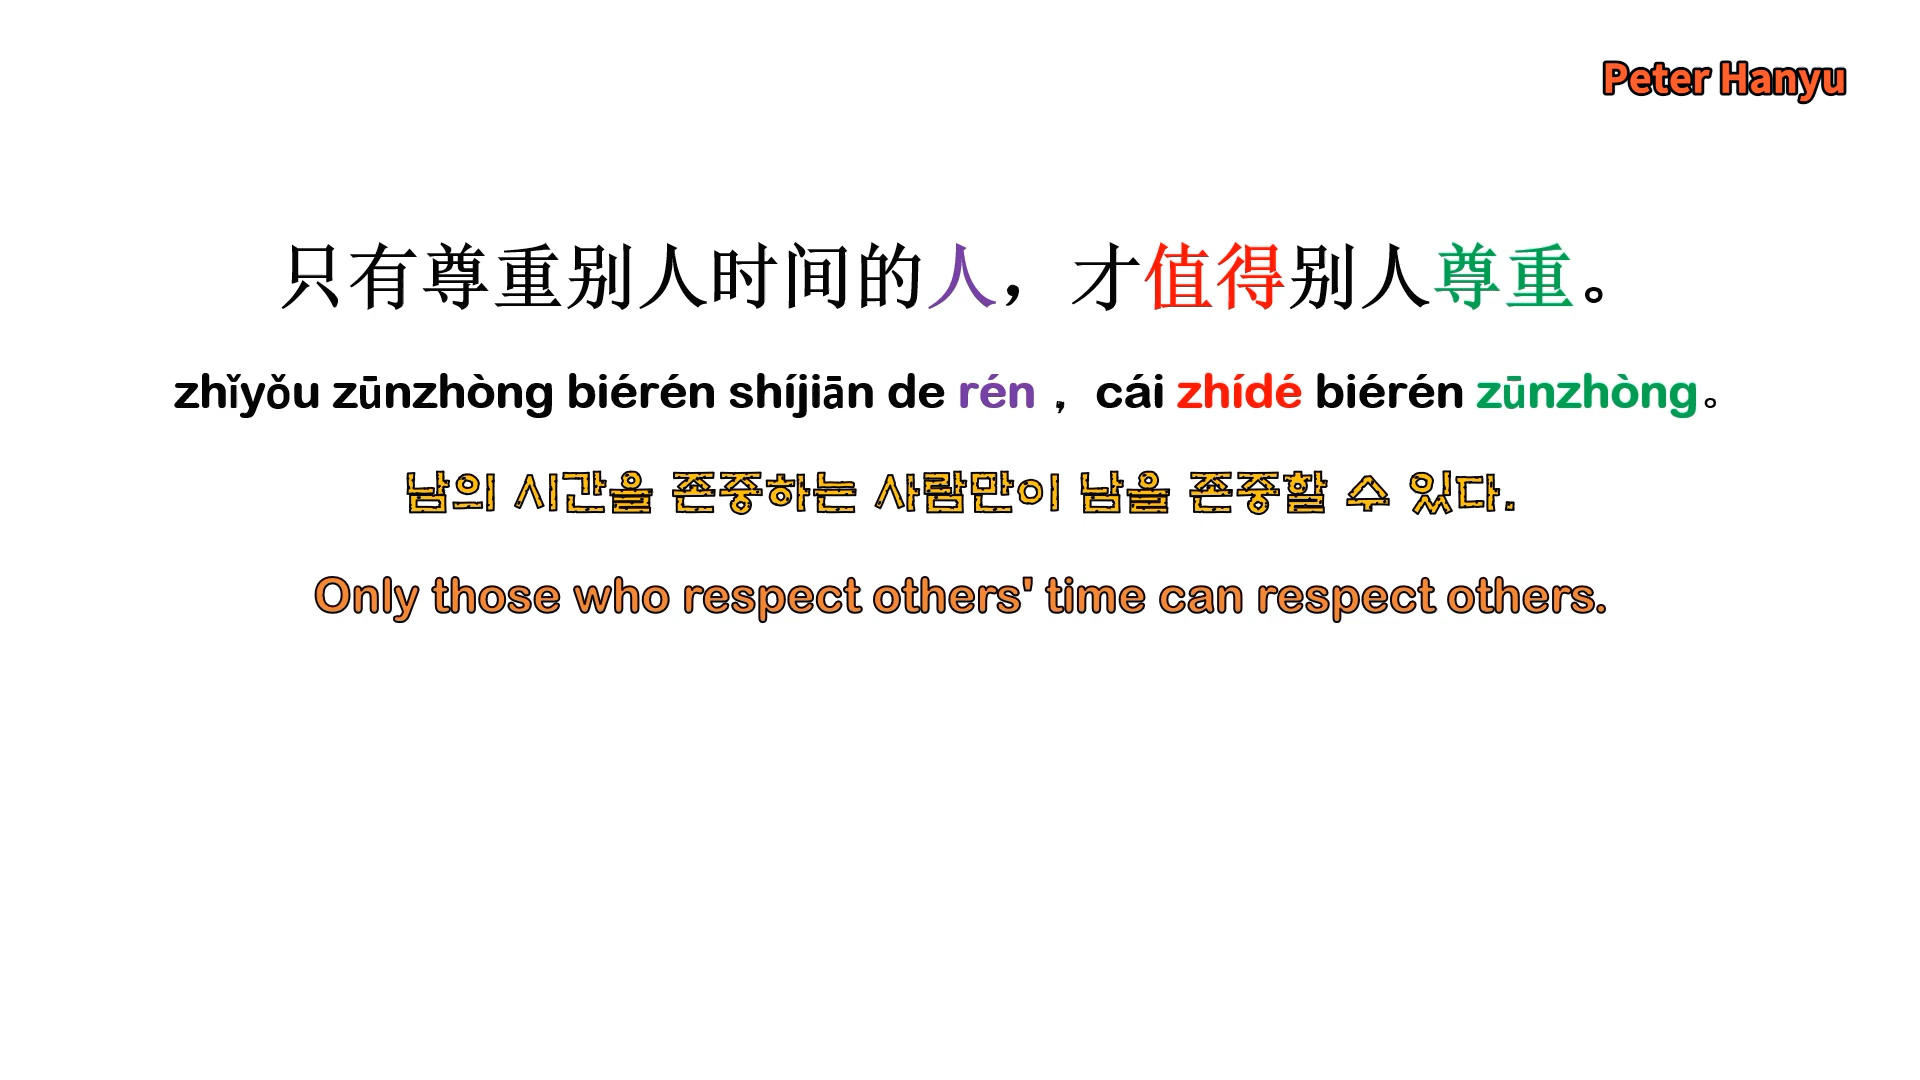 Peter Hanyu
只有尊重别人时间的人，才值得别人尊重。
zhǐyǒu zūnzhòng biérén shíjiān de rén，cái zhídé biérén zūnzhòng。
남의 시간을 존중하는 사람만이 남을 존중할 수 있다.
Only those who respect others' time can respect others.